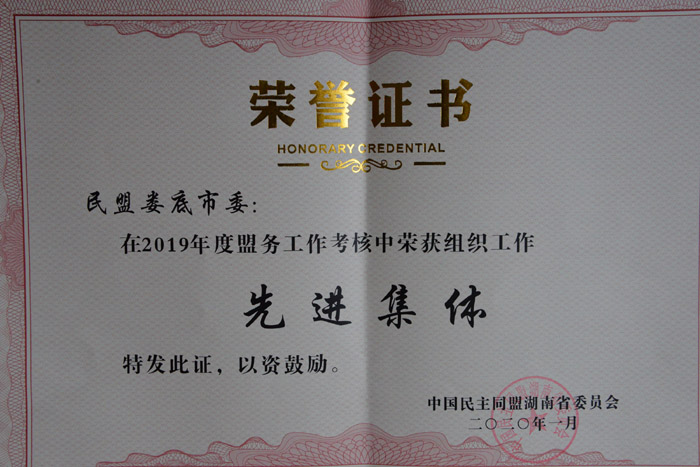 荣誉证书
HONORARY CREDENTIAL
民盟娄底市委：
在2019年度盟务工作考核中荣获组织工作
先进集体
特发此证，以资鼓励。
中国民主同盟湖南省委员会
二〇二〇年一月